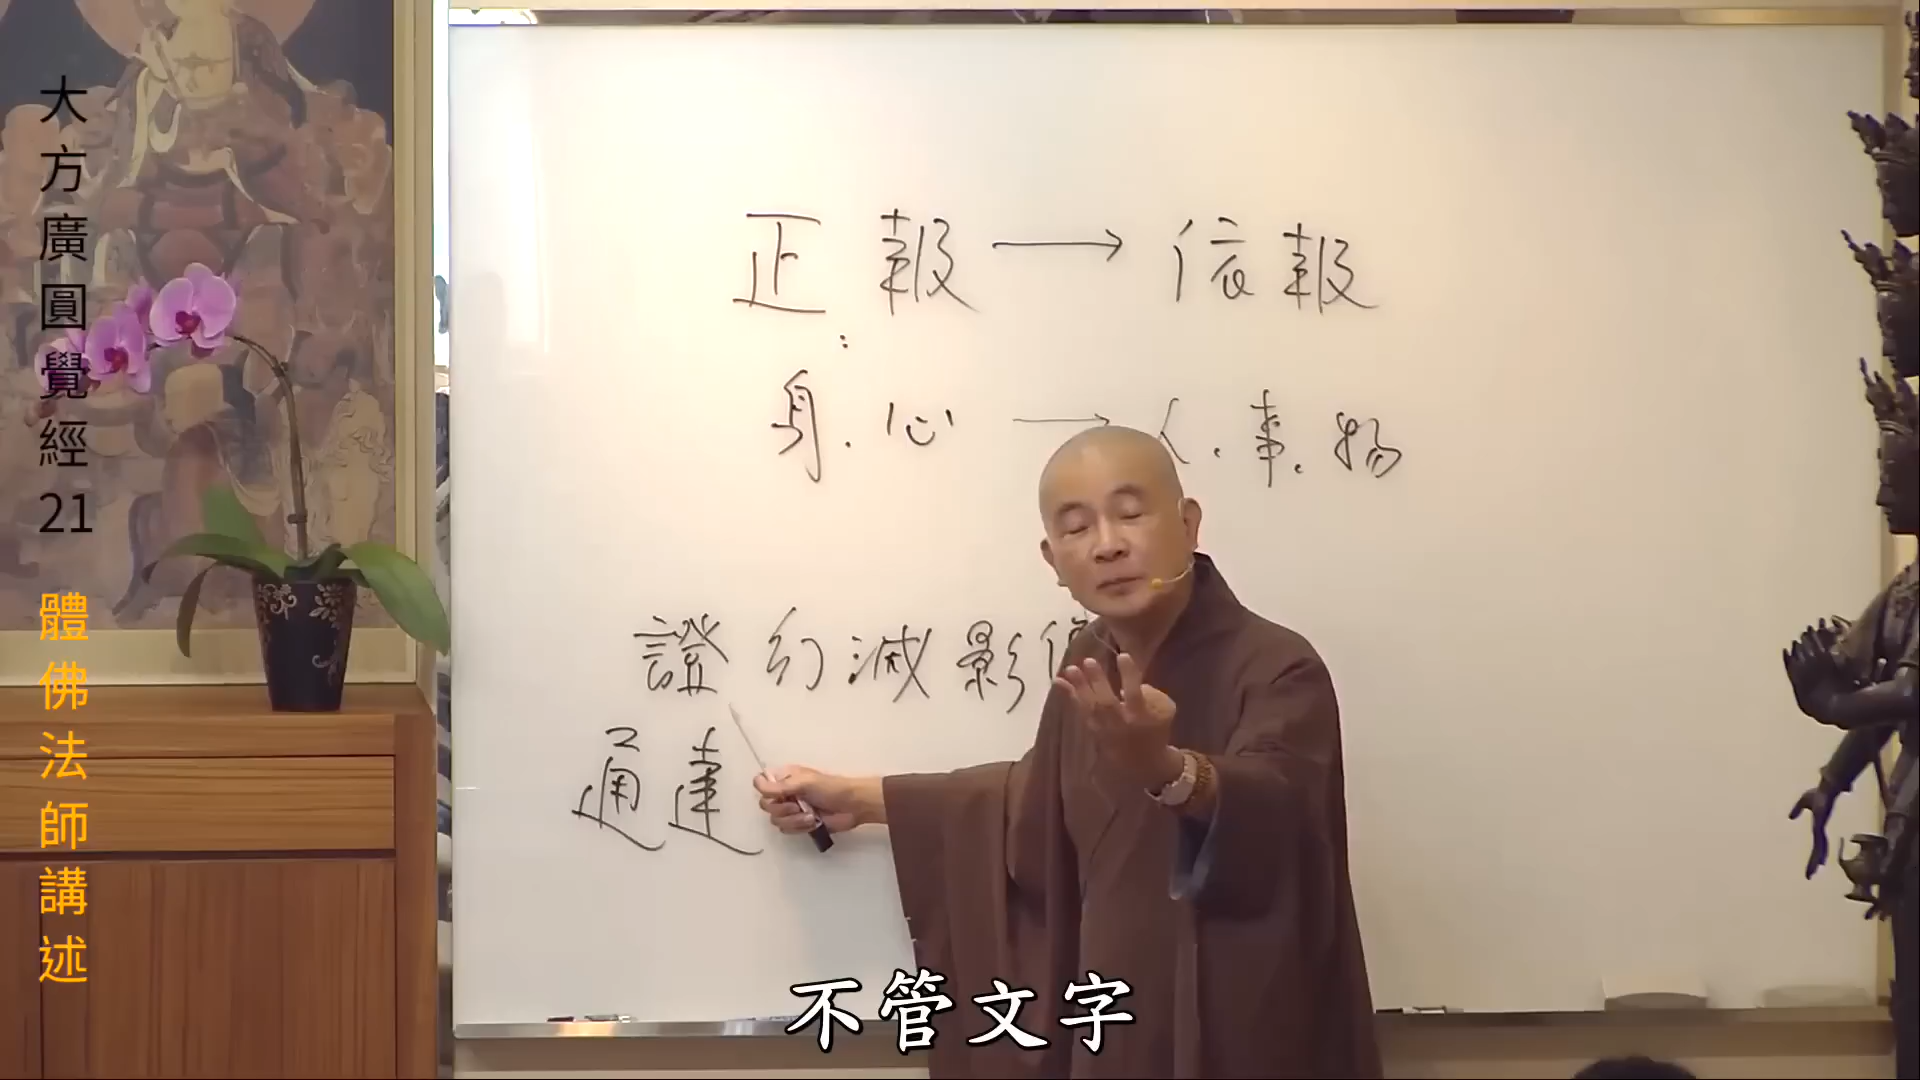 大方廣圓覺經21 體佛法師講述
正報→依報
：
身.心→人.事.物
證幻滅影
通達
不管文字